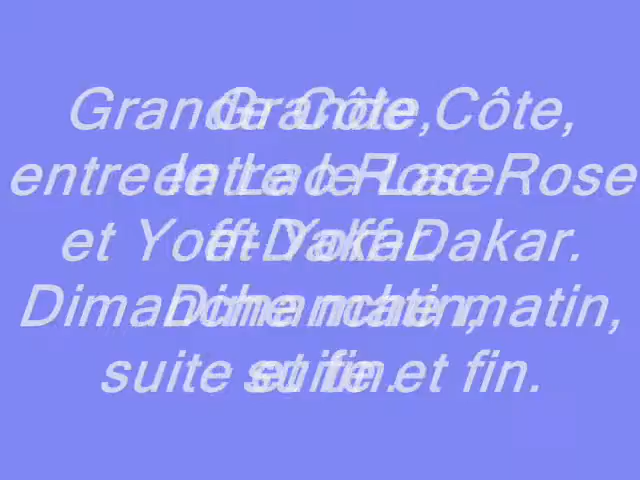 Grande Côte,
entre le Lac Rose
et Yoff-Dakar.
Dimanche matin,
suite et fin.